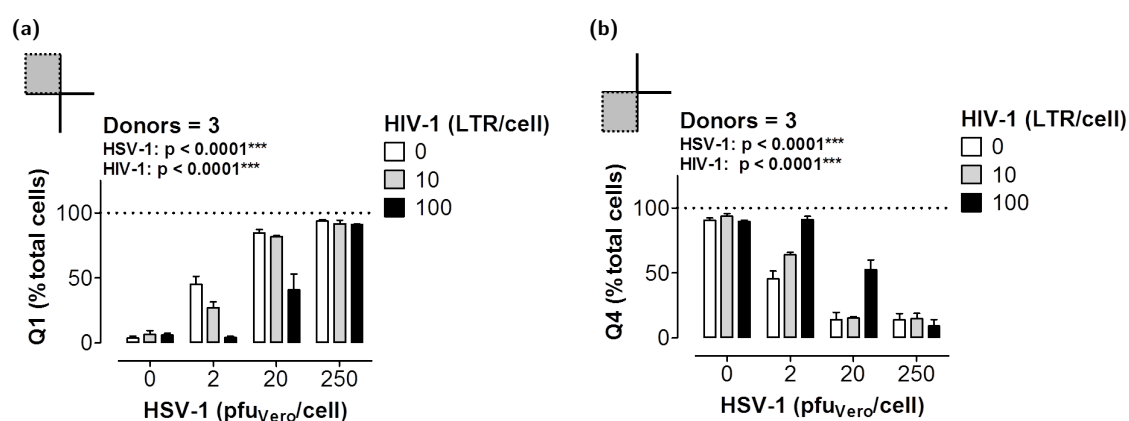 (a)
Donors = 3
HSV-1: p < 0.0001***
HIV-1: p < 0.0001***
HIV-1 (LTR/cell)
0
10
100
Q1 (% total cells)
100
50
0
0 2 20 250
HSV-1 (pfuVero/cell)
(b)
Donors = 3
HSV-1: p < 0.0001***
HIV-1: p < 0.0001***
HIV-1 (LTR/cell)
0
10
100
Q4 (% total cells)
100
50
0
0 2 20 250
HSV-1 (pfuVero/cell)